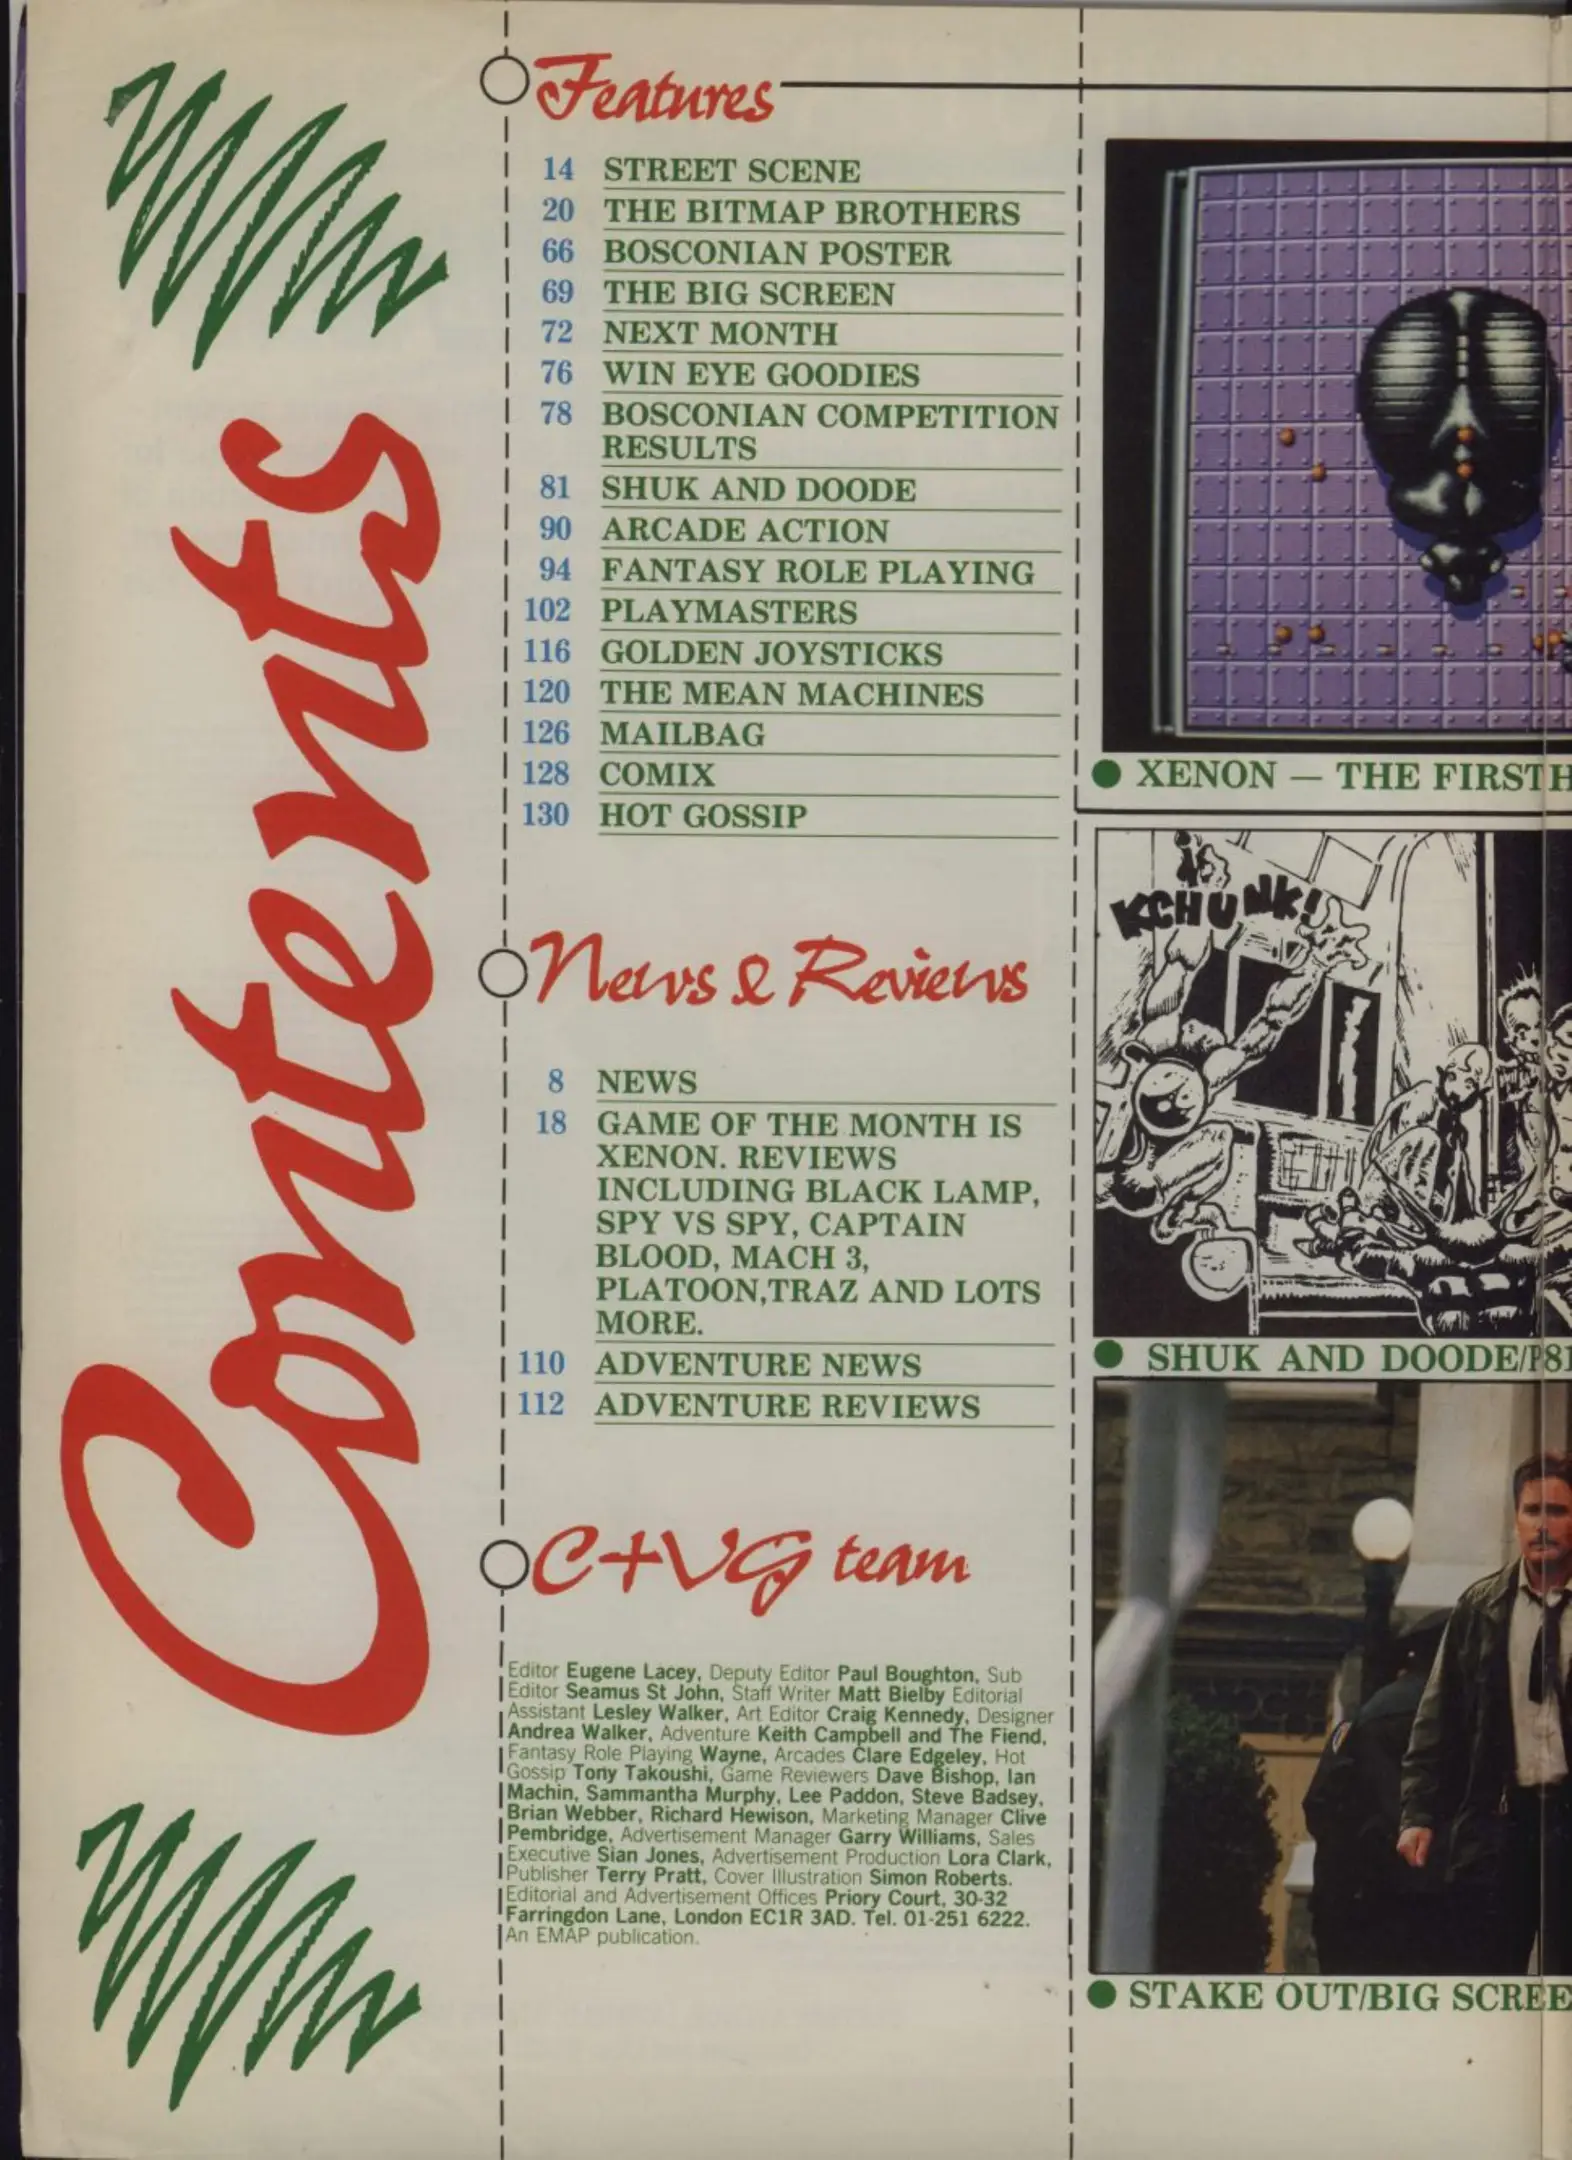 Contents
Features
14 STREET SCENE
20 THE BITMAP BROTHERS
66 BOSCONIAN POSTER
69 THE BIG SCREEN
72 NEXT MONTH
76 WIN EYE GOODIES
78 BOSCONIAN COMPETITION
RESULTS
81 SHUK AND DOODE
90 ARCADE ACTION
94 FANTASY ROLE PLAYING
102 PLAYMASTERS
116 GOLDEN JOYSTICKS
120 THE MEAN MACHINES
126 MAILBAG
128 COMIX
130 HOT GOSSIP
News & Reviews
8 NEWS
18 GAME OF THE MONTH IS
XENON. REVIEWS
INCLUDING BLACK LAMP,
SPY VS SPY, CAPTAIN
BLOOD, MACH 3,
PLATOON,TRAZ AND LOTS
MORE.
110 ADVENTURE NEWS
112 ADVENTURE REVIEWS
C+VG team
Editor Eugene Lacey, Deputy Editor Paul Boughton, Sub
Editor Seamus St John, Staff Writer Matt Bielby Editorial
Assistant Lesley Walker, Art Editor Craig Kennedy, Designer
Andrea Walker, Adventure Keith Campbell and The Fiend,
Fantasy Role Playing Wayne, Arcades Clare Edgeley, Hot
Gossip Tony Takoushi, Game Reviewers Dave Bishop, Ian
Machin, Sammantha Murphy, Lee Paddon, Steve Badsey,
Brian Webber, Richard Hewison, Marketing Manager Clive
Pembridge, Advertisement Manager Garry Williams, Sales
Executive Sian Jones, Advertisement Production Lora Clark,
Publisher Terry Pratt, Cover Illustration Simon Roberts.
Editorial and Advertisement Offices Priory Court, 30-32
Farringdon Lane, London EC1R 3AD. Tel. 01-251 6222.
An EMAP publication.
● XENON — THE FIRST
KCHUNK!
● SHUK AND DOODE/P81
● STAKE OUT/BIG SCREE